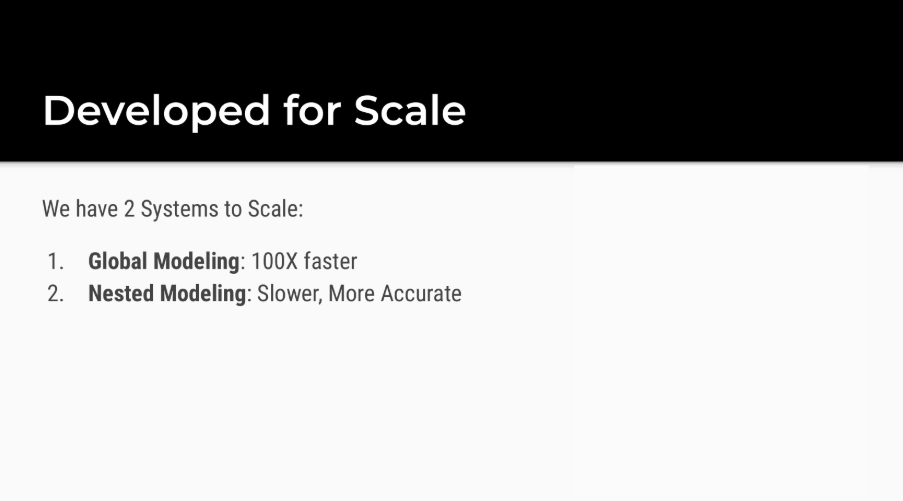 Developed for Scale
We have 2 Systems to Scale:
1. Global Modeling: 100X faster
2. Nested Modeling: Slower, More Accurate